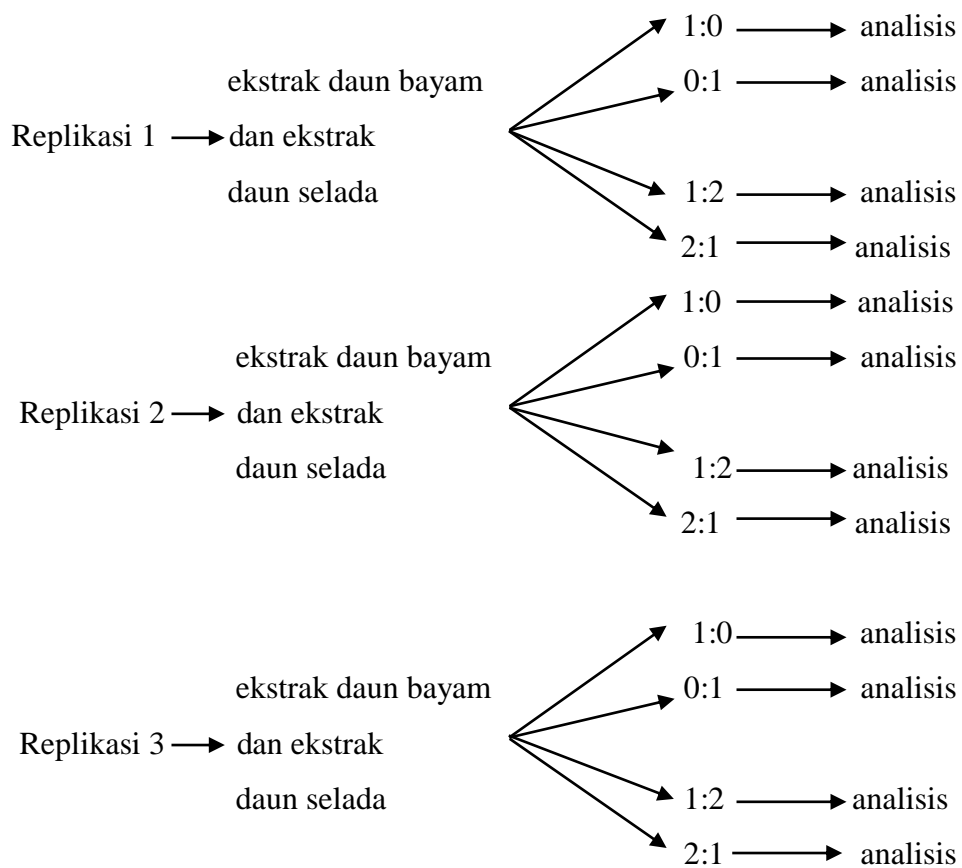 1:0 analisis
ekstrak daun bayam 0:1 analisis
Replikasi 1 dan ekstrak
daun selada 1:2 analisis
2:1 analisis
1:0 analisis
ekstrak daun bayam 0:1 analisis
Replikasi 2 dan ekstrak
daun selada 1:2 analisis
2:1 analisis
1:0 analisis
ekstrak daun bayam 0:1 analisis
Replikasi 3 dan ekstrak
daun selada 1:2 analisis
2:1 analisis